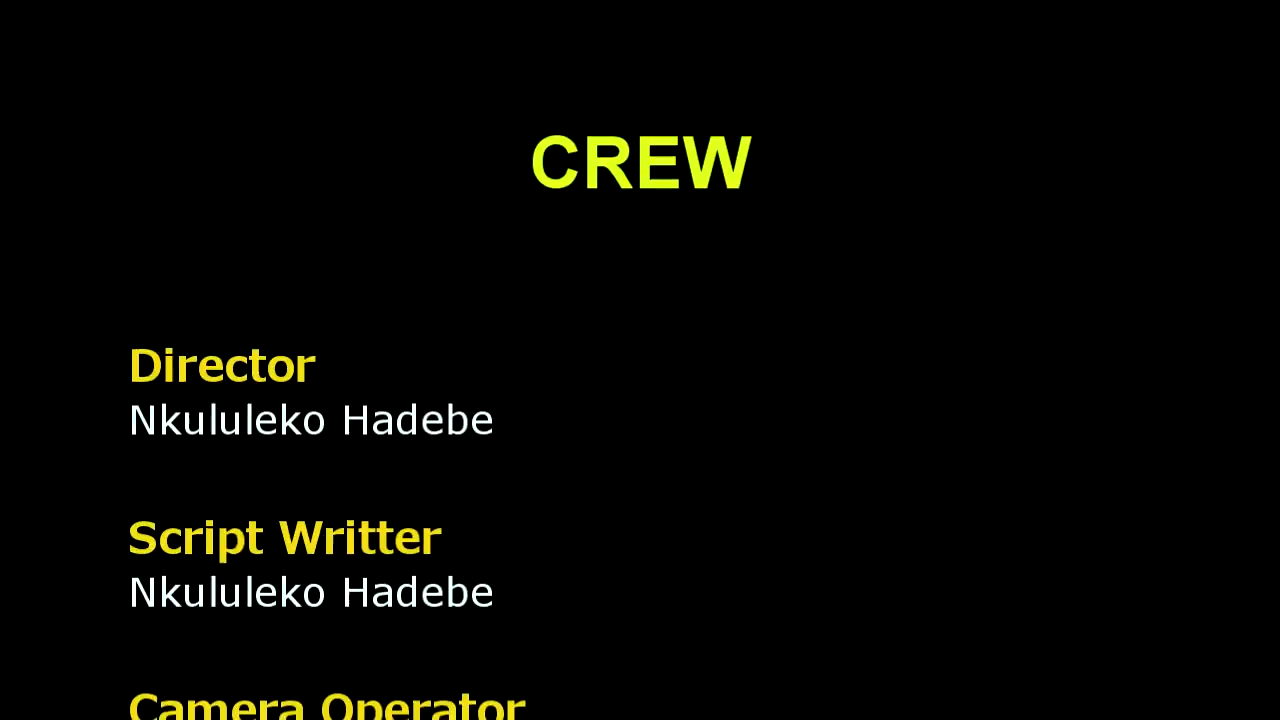 CREW
Director
Nkululeko Hadebe
Script Writter
Nkululeko Hadebe
Camera Operator